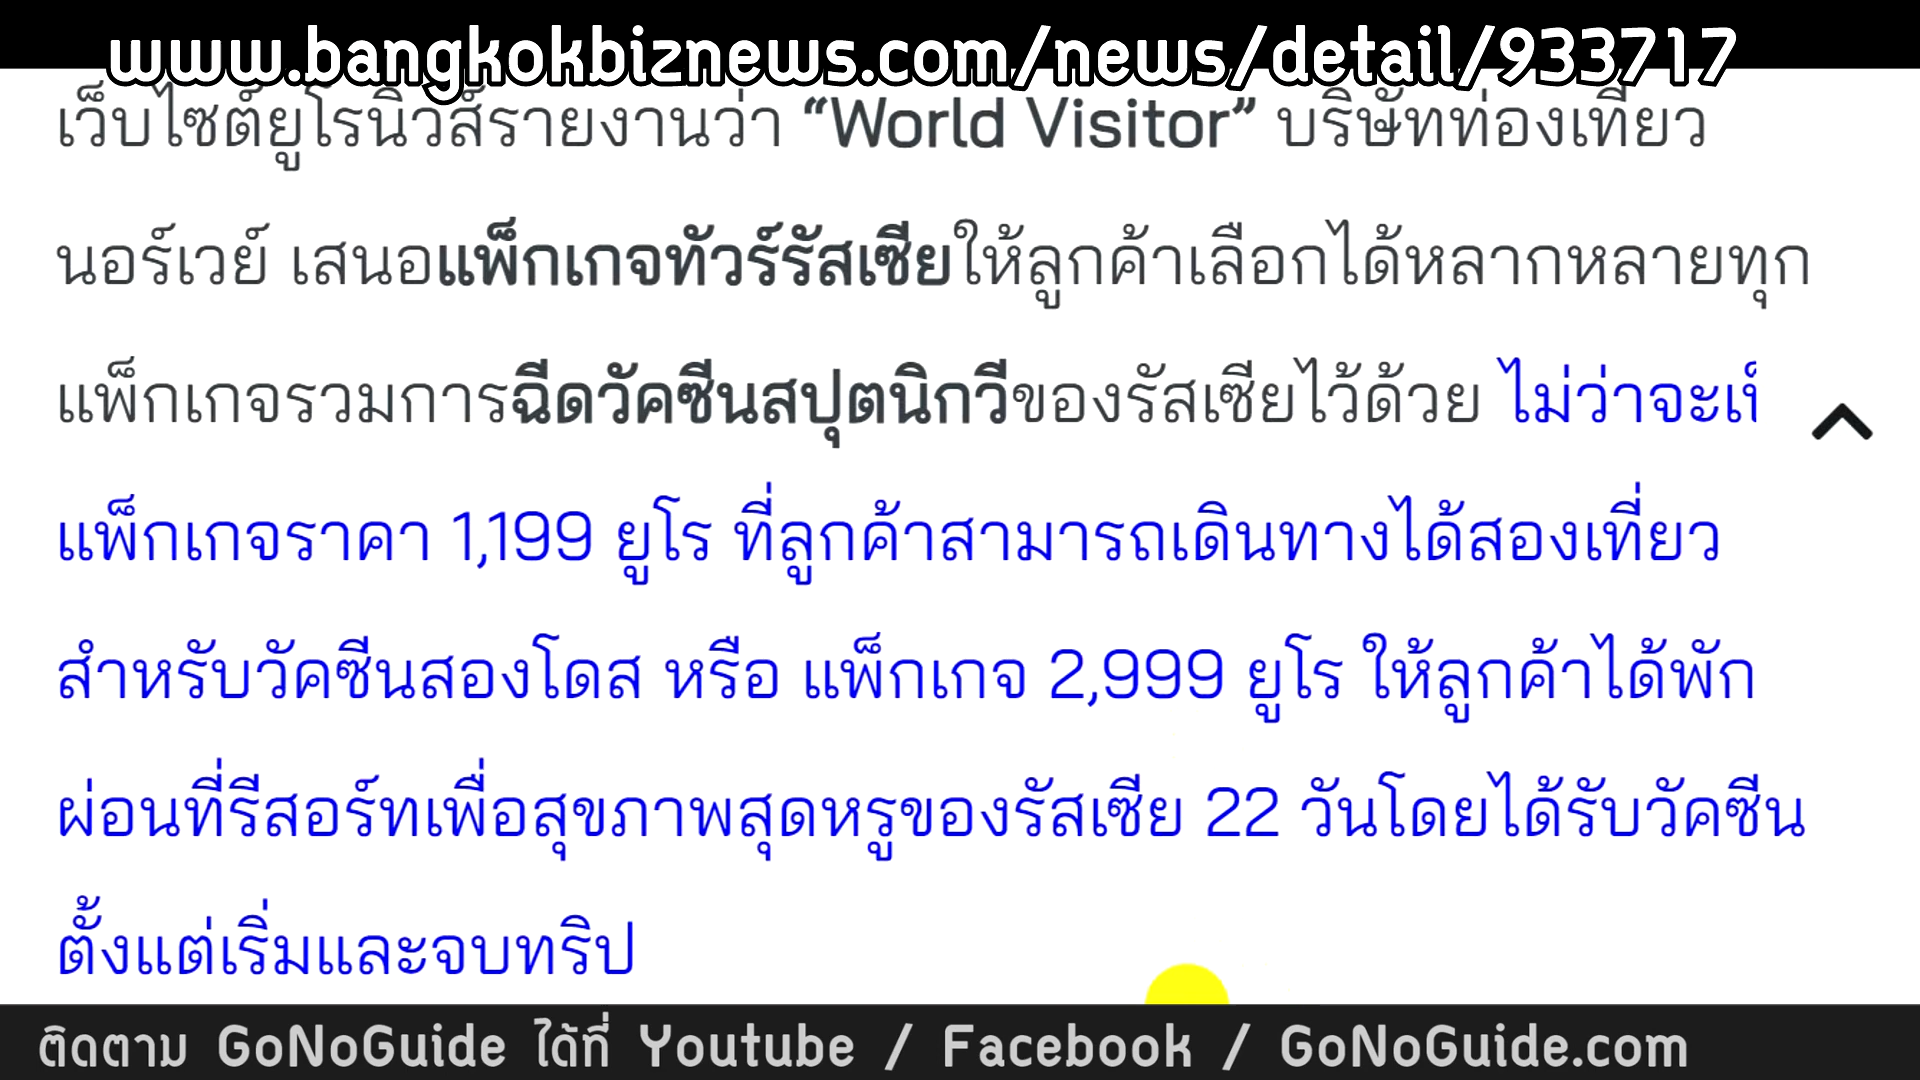 www.bangkokbiznews.com/news/detail/933717
เว็บไซต์ยูโรนิวส์รายงานว่า “World Visitor” บริษัทท่องเที่ยว
นอร์เวย์ เสนอแพ็กเกจทัวร์รัสเซียให้ลูกค้าเลือกได้หลากหลายทุก
แพ็กเกจรวมการฉีดวัคซีนสปุตนิกวีของรัสเซียไว้ด้วย ไม่ว่าจะ
แพ็กเกจราคา 1,199 ยูโร ที่ลูกค้าสามารถเดินทางได้สองเที่ยว
สำหรับวัคซีนสองโดส หรือ แพ็กเกจ 2,999 ยูโร ให้ลูกค้าได้พัก
ผ่อนที่รีสอร์ทเพื่อสุขภาพสุดหรูของรัสเซีย 22 วันโดยได้รับวัคซีน
ตั้งแต่เริ่มและจบทริป
ติดตาม GoNoGuide ได้ที่ Youtube / Facebook / GoNoGuide.com